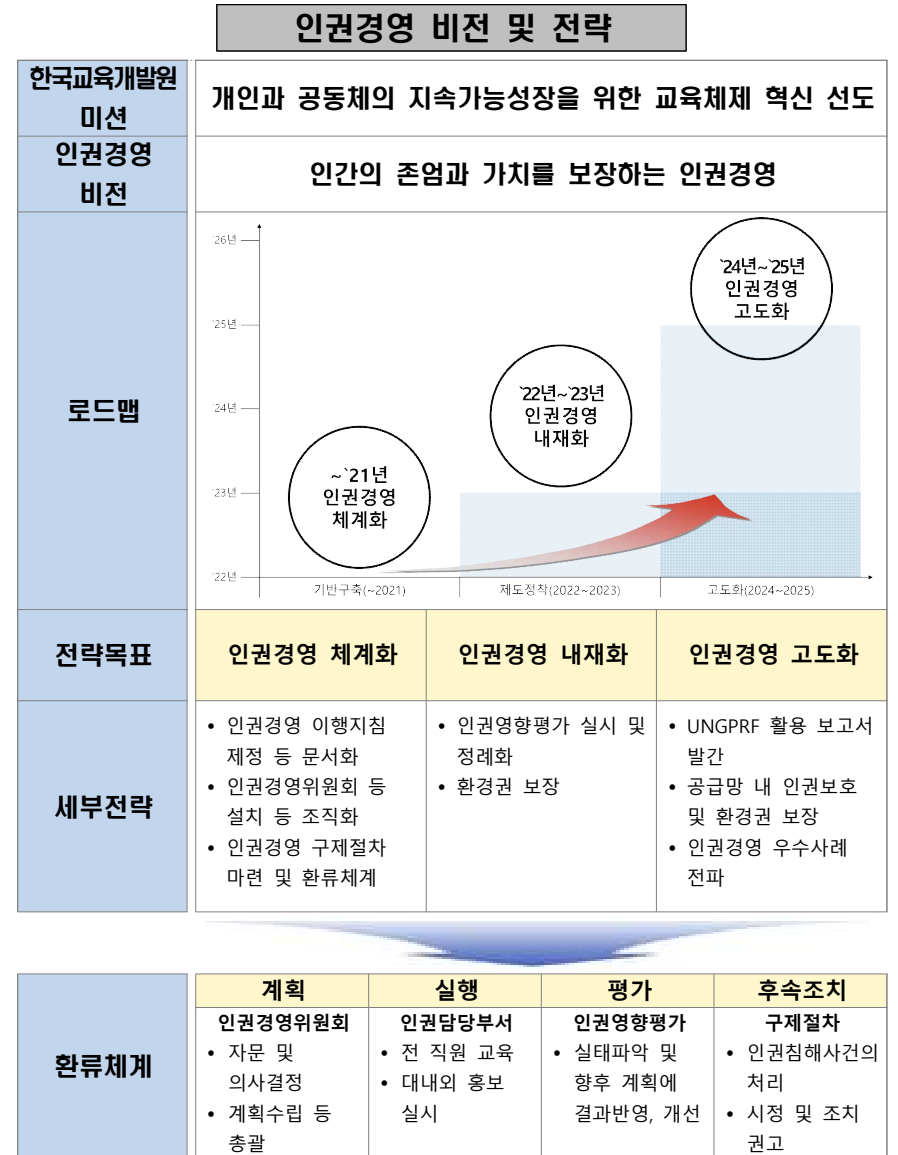 인권경영 비전 및 전략
한국교육개발원
미션
개인과 공동체의 지속가능성장을 위한 교육체제 혁신 선도
인권경영
비전
인간의 존엄과 가치를 보장하는 인권경영
로드맵
'26년
'25년
'24년
'23년
'22년
~`21년
인권경영
체계화
`22년~`23년
인권경영
내재화
`24년~`25년
인권경영
고도화
기반구축(~2021)
제도정착(2022~2023)
고도화(2024~2025)
전략목표
인권경영 체계화
인권경영 내재화
인권경영 고도화
세부전략
• 인권경영 이행지침
제정 등 문서화
• 인권경영위원회 등
설치 등 조직화
• 인권경영 구제절차
마련 및 환류체계
• 인권영향평가 실시 및
정례화
• 환경권 보장
• UNGPRF 활용 보고서
발간
• 공급망 내 인권보호
및 환경권 보장
• 인권경영 우수사례
전파
환류체계
계획
인권경영위원회
• 자문 및
의사결정
• 계획수립 등
총괄
실행
인권담당부서
• 전 직원 교육
• 대내외 홍보
실시
평가
인권영향평가
• 실태파악 및
향후 계획에
결과반영, 개선
후속조치
구제절차
• 인권침해사건의
처리
• 시정 및 조치
권고